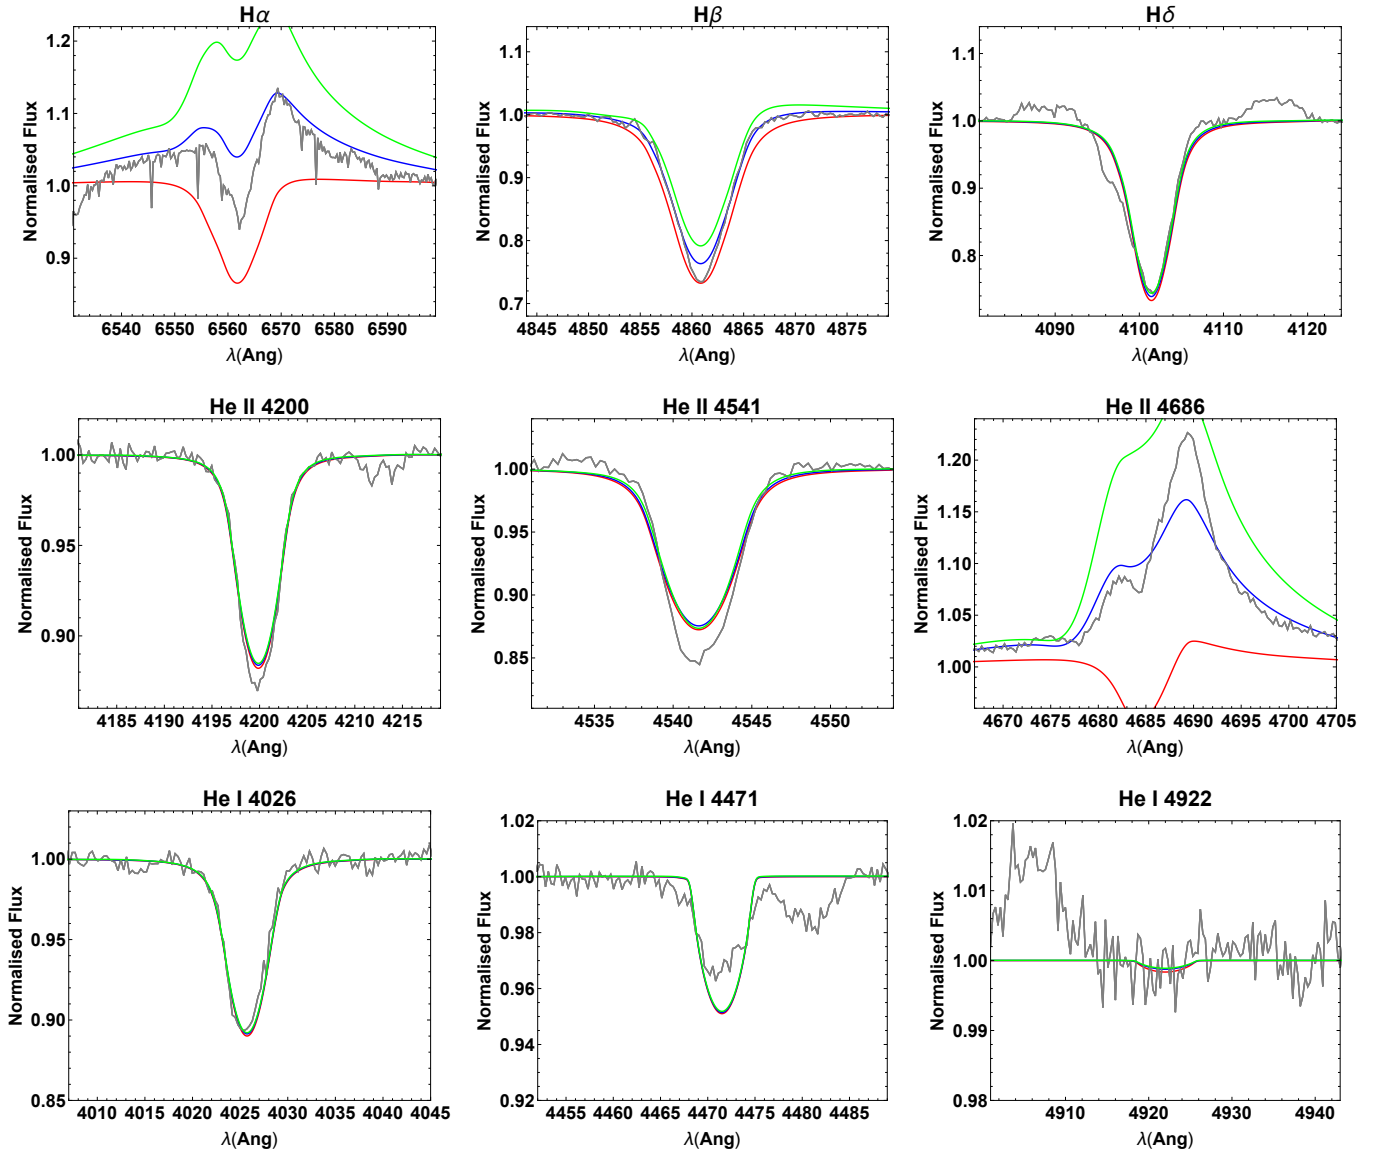 Hα
Hβ
Hδ
Normalised Flux
1.2
1.1
1.0
0.9
6540 6550 6560 6570 6580 6590
λ(Ang)
Normalised Flux
1.1
1.0
0.9
0.8
0.7
4845 4850 4855 4860 4865 4870 4875
λ(Ang)
Normalised Flux
1.1
1.0
0.9
0.8
4090 4100 4110 4120
λ(Ang)
He II 4200
He II 4541
He II 4686
Normalised Flux
1.00
0.95
0.90
4185 4190 4195 4200 4205 4210 4215
λ(Ang)
Normalised Flux
1.00
0.95
0.90
0.85
4535 4540 4545 4550
λ(Ang)
Normalised Flux
1.20
1.15
1.10
1.05
1.00
4670 4675 4680 4685 4690 4695 4700 4705
λ(Ang)
He I 4026
He I 4471
He I 4922
Normalised Flux
1.00
0.95
0.90
0.85
4010 4015 4020 4025 4030 4035 4040 4045
λ(Ang)
Normalised Flux
1.02
1.00
0.98
0.96
0.94
0.92
4455 4460 4465 4470 4475 4480 4485
λ(Ang)
Normalised Flux
1.02
1.01
1.00
0.99
0.98
4910 4920 4930 4940
λ(Ang)